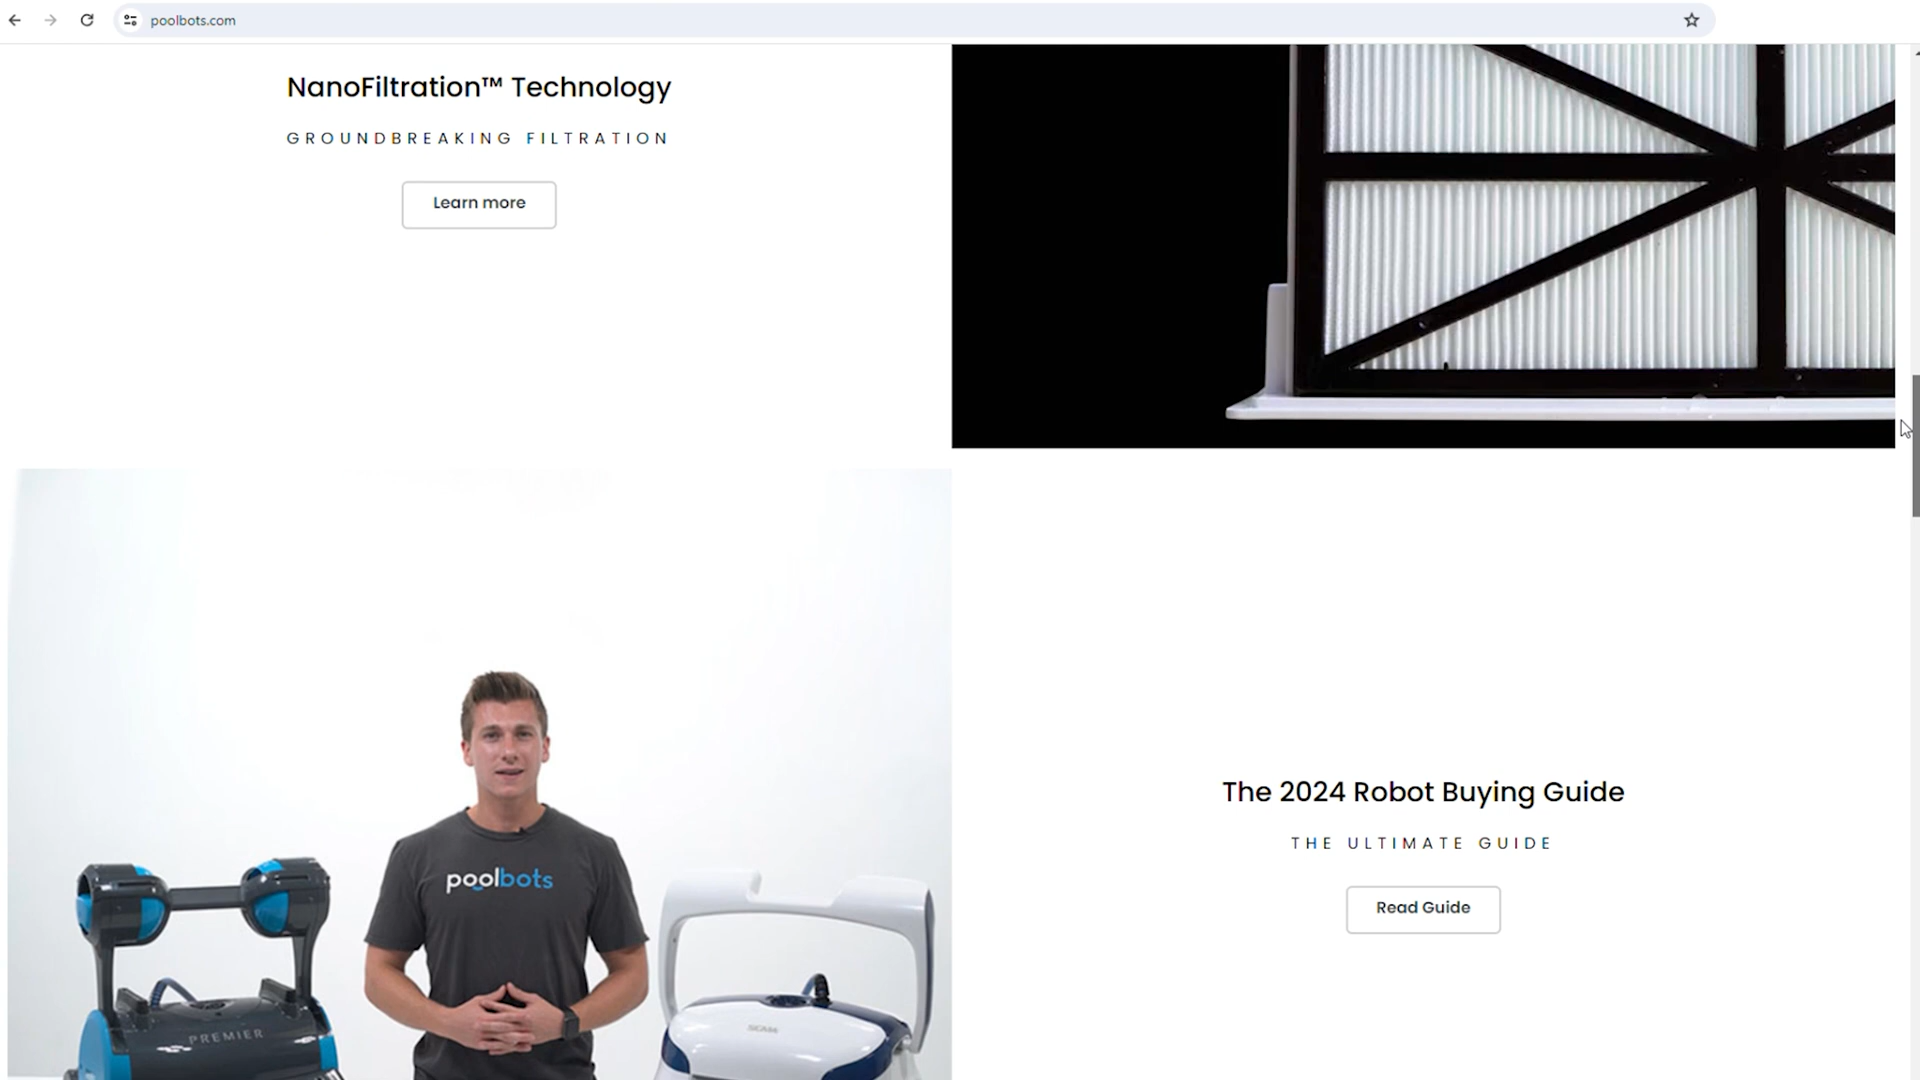 poolbots.com
NanoFiltration™ Technology
GROUNDBREAKING FILTRATION
Learn more
poolbots
PREMIER
The 2024 Robot Buying Guide
THE ULTIMATE GUIDE
Read Guide